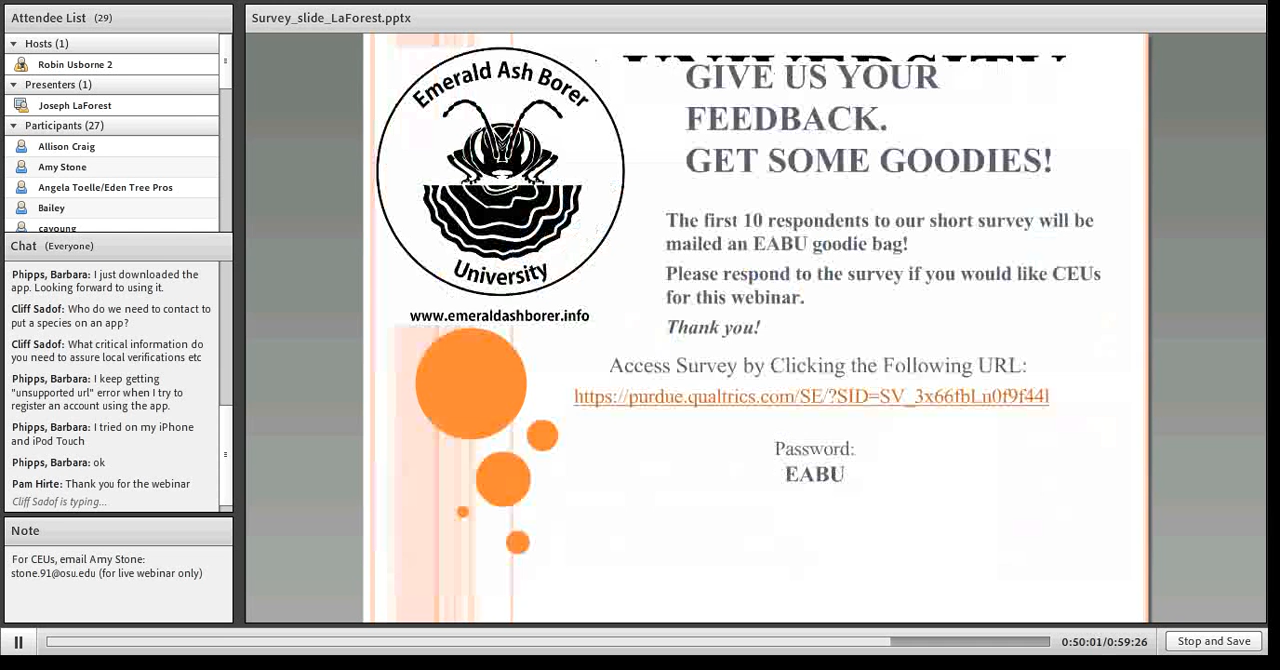 Attendee List (29)
Hosts (1)
Robin Usborne 2
Presenters (1)
Joseph LaForest
Participants (27)
Allison Craig
Amy Stone
Angela Toelle/Eden Tree Pros
Bailey
cayoung
Chat (Everyone)
Phipps, Barbara: I just downloaded the
app. Looking forward to using it.
Cliff Sadof: Who do we need to contact to
put a species on an app?
Cliff Sadof: What critical information do
you need to assure local verifications etc
Phipps, Barbara: I keep getting
"unsupported url" error when I try to
register an account using the app.
Phipps, Barbara: I tried on my iPhone
and iPod Touch
Phipps, Barbara: ok
Pam Hirte: Thank you for the webinar
Cliff Sadof is typing...
Note
For CEUs, email Amy Stone:
stone.91@osu.edu (for live webinar only)
Survey_slide_LaForest.pptx
Emerald Ash Borer
University
www.emeraldashborer.info
UNIVERSITY
GIVE US YOUR
FEEDBACK.
GET SOME GOODIES!
The first 10 respondents to our short survey will be
mailed an EABU goodie bag!
Please respond to the survey if you would like CEUs
for this webinar.
Thank you!
Access Survey by Clicking the Following URL:
https://purdue.qualtrics.com/SE/?SID=SV_3x66fbLn0f9f44l
Password:
EABU
0:50:01/0:59:26
Stop and Save